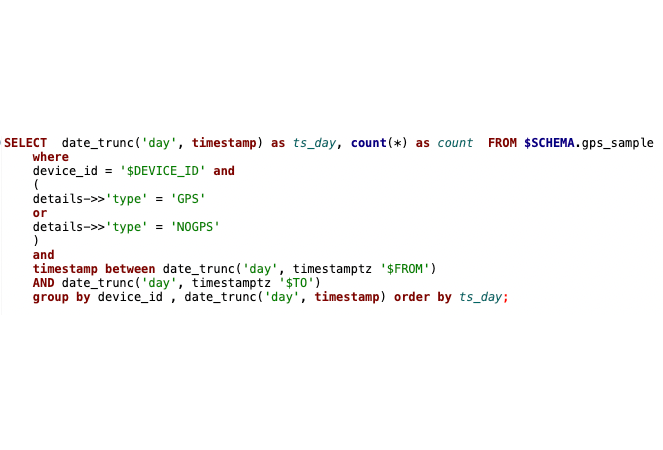 SELECT  date_trunc('day', timestamp) as ts_day, count(*) as count  FROM $SCHEMA.gps_sample
where
device_id = '$DEVICE_ID' and
(
details->>'type' = 'GPS'
or
details->>'type' = 'NOGPS'
)
and
timestamp between date_trunc('day', timestamptz '$FROM')
AND date_trunc('day', timestamptz '$TO')
group by device_id , date_trunc('day', timestamp) order by ts_day;